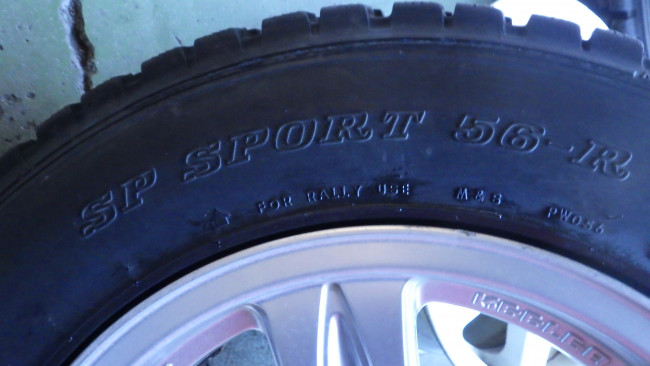 SP SPORT 56-R
FOR RALLY USE M&S PW056